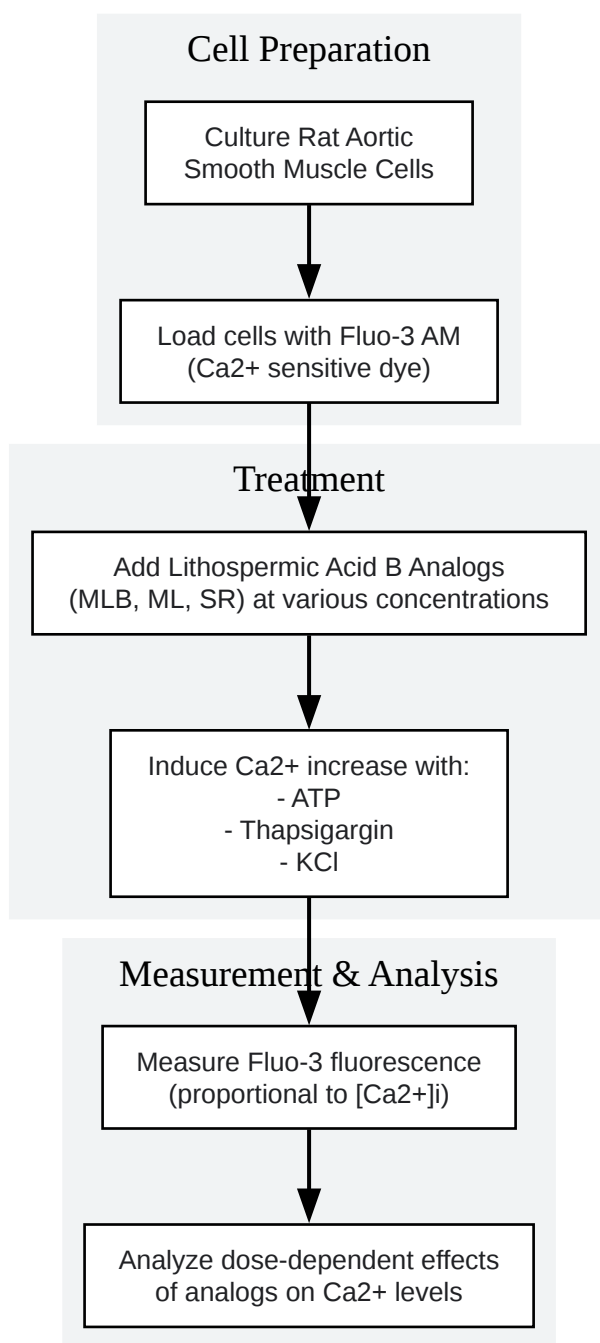 Cell Preparation
Culture Rat Aortic
Smooth Muscle Cells
Load cells with Fluo-3 AM
(Ca2+ sensitive dye)
Treatment
Add Lithospermic Acid B Analogs
(MLB, ML, SR) at various concentrations
Induce Ca2+ increase with:
- ATP
- Thapsigargin
- KCl
Measurement & Analysis
Measure Fluo-3 fluorescence
(proportional to [Ca2+]i)
Analyze dose-dependent effects
of analogs on Ca2+ levels